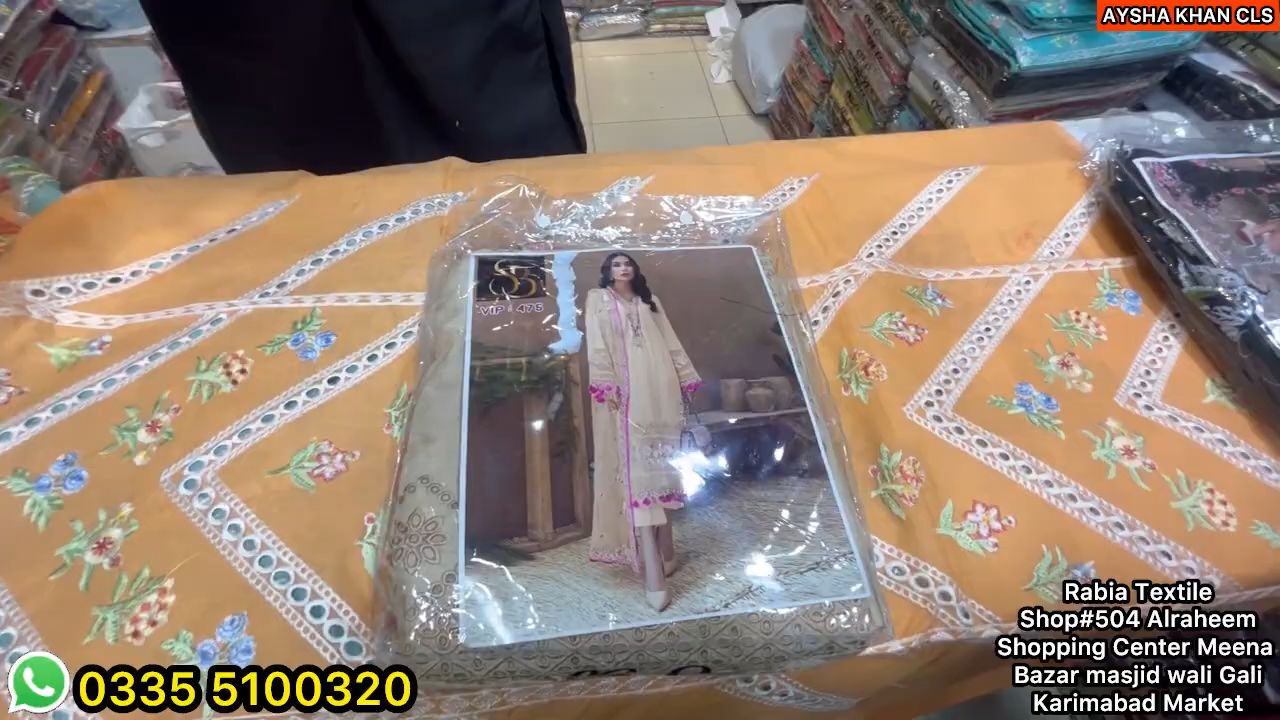 AYSHA KHAN CLS
VIP : 475
Rabia Textile
Shop#504 Alraheem
Shopping Center Meena
Bazar masjid wali Gali
Karimabad Market
0335 5100320